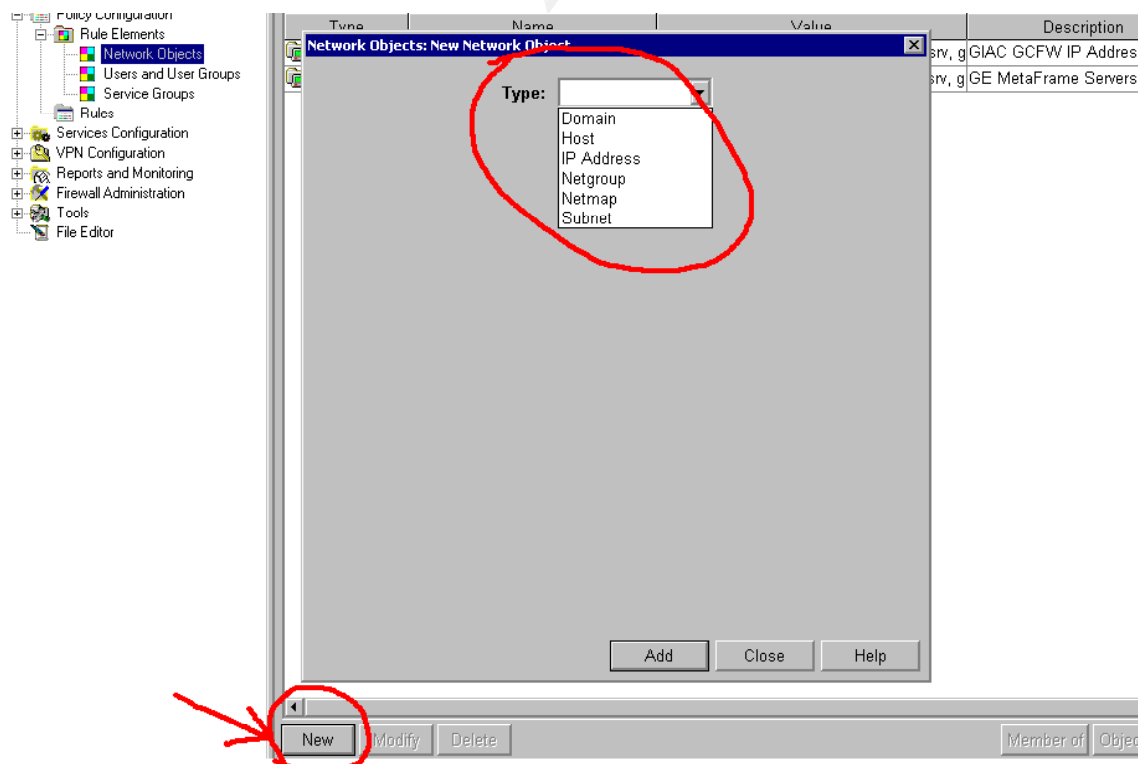 Policy Configuration
Rule Elements
Network Objects
Users and User Groups
Service Groups
Rules
Services Configuration
VPN Configuration
Reports and Monitoring
Firewall Administration
Tools
File Editor
Type Name Value Description
srv, g GIAC GCFW IP Addres
srv, g GE MetaFrame Servers
Network Objects: New Network Object
Type:
Domain
Host
IP Address
Netgroup
Netmap
Subnet
Add Close Help
New Modify Delete Member of Objec